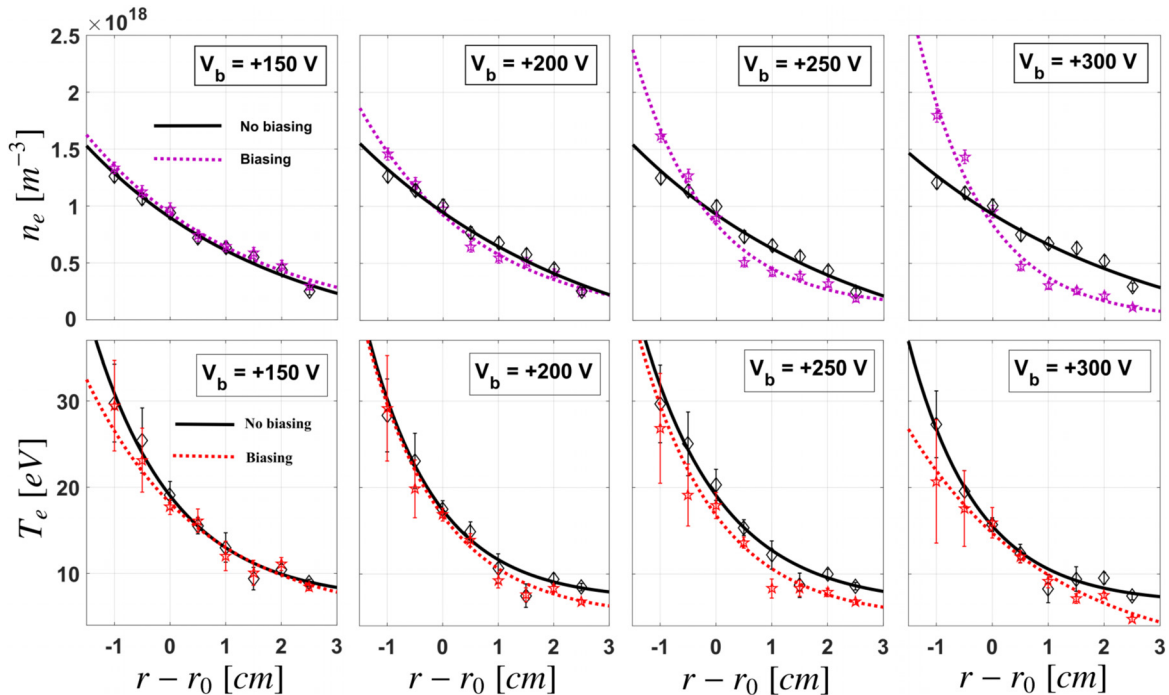 ×10^18
2.5
2
1.5
1
0.5
0
n_e [m^−3]
V_b = +150 V
V_b = +200 V
V_b = +250 V
V_b = +300 V
No biasing
Biasing
30
20
10
T_e [eV]
V_b = +150 V
V_b = +200 V
V_b = +250 V
V_b = +300 V
No biasing
Biasing
-1 0 1 2 3
-1 0 1 2 3
-1 0 1 2 3
-1 0 1 2 3
r − r_0 [cm]
r − r_0 [cm]
r − r_0 [cm]
r − r_0 [cm]